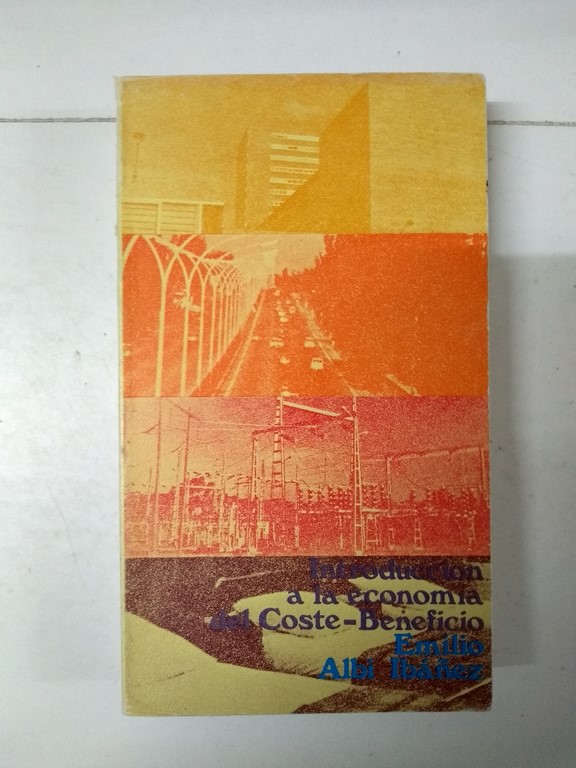 Introducción
a la economía
del Coste-Beneficio
Emilio
Albi Ibáñez